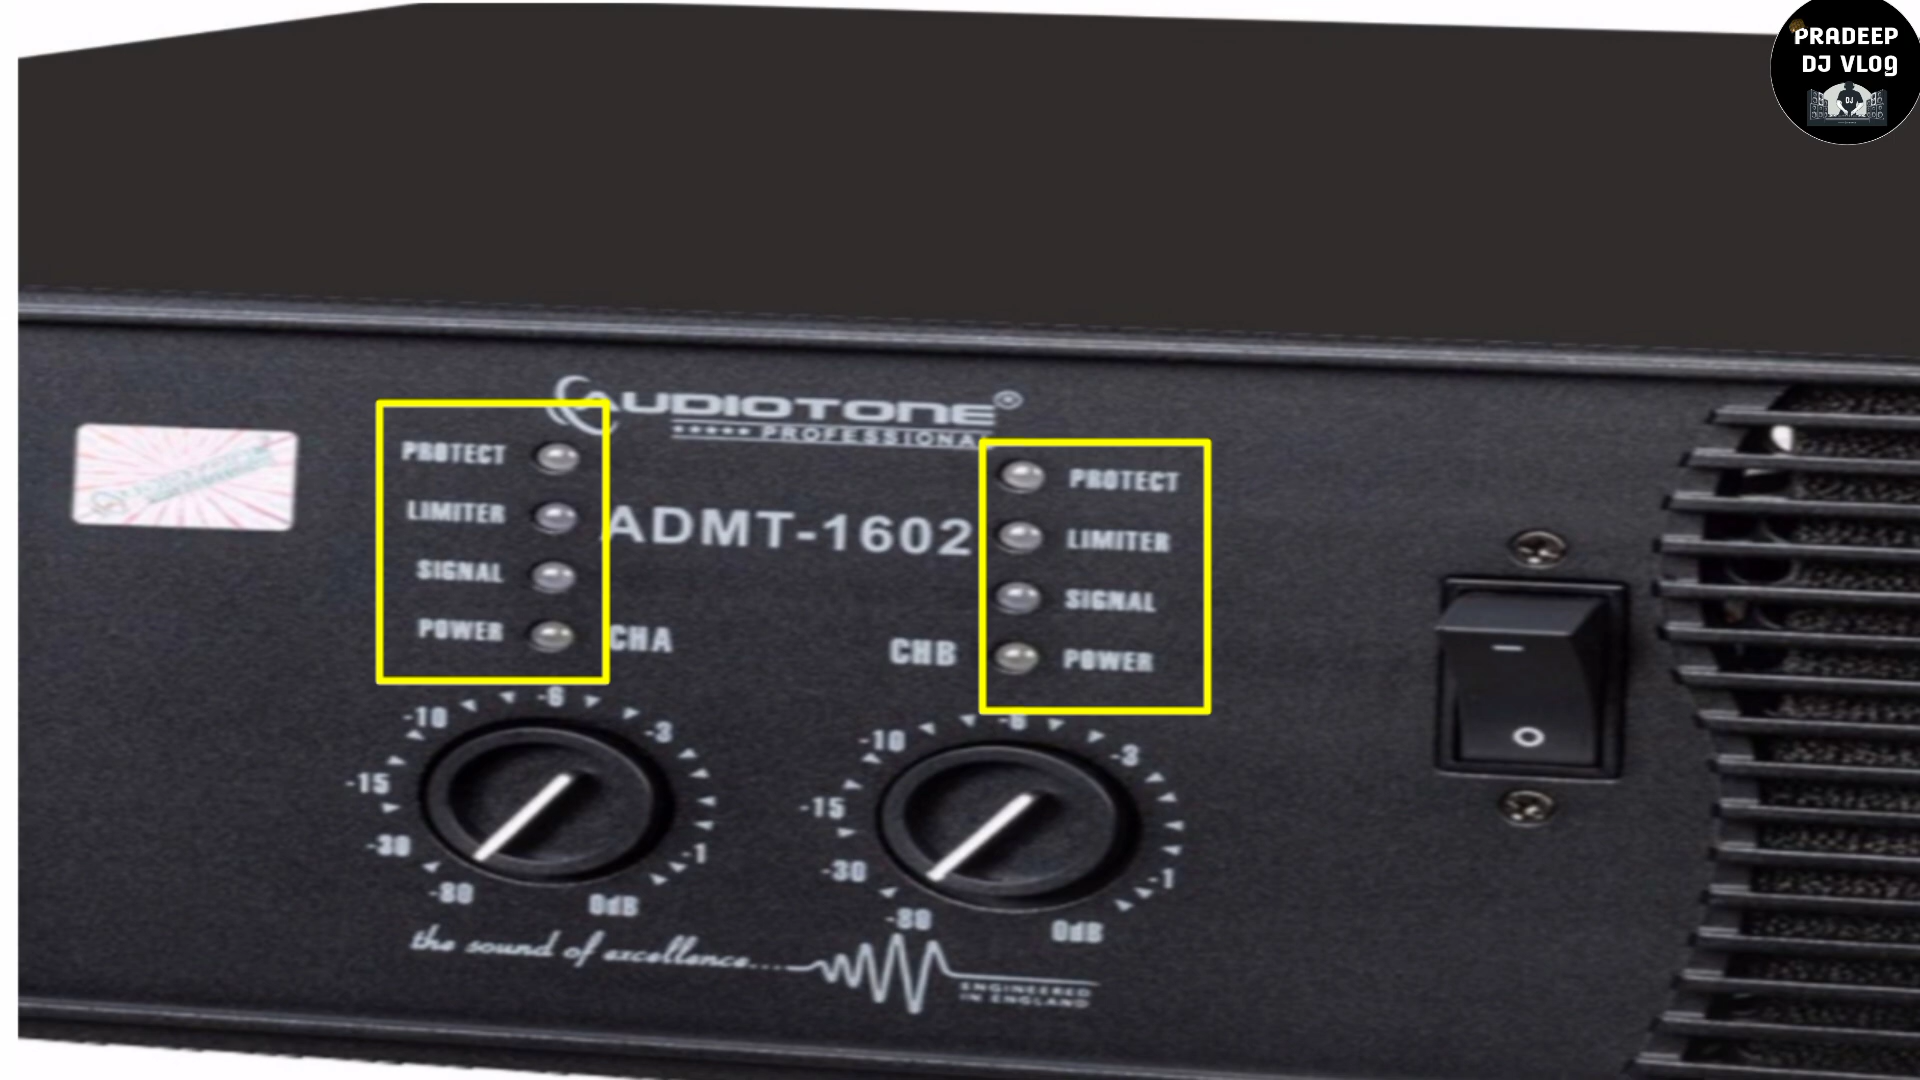 PRADEEP
DJ VLOg
DJ
AUDIOTONE®
PROFESSIONAL
PROTECT
LIMITER
SIGNAL
POWER
CHA
ADMT-1602
PROTECT
LIMITER
SIGNAL
POWER
CHB
-6
-10
-3
-15
-30
-1
-80
0dB
-6
-10
-3
-15
-30
-1
-80
0dB
the sound of excellence....
ENGINEERED
IN ENGLAND